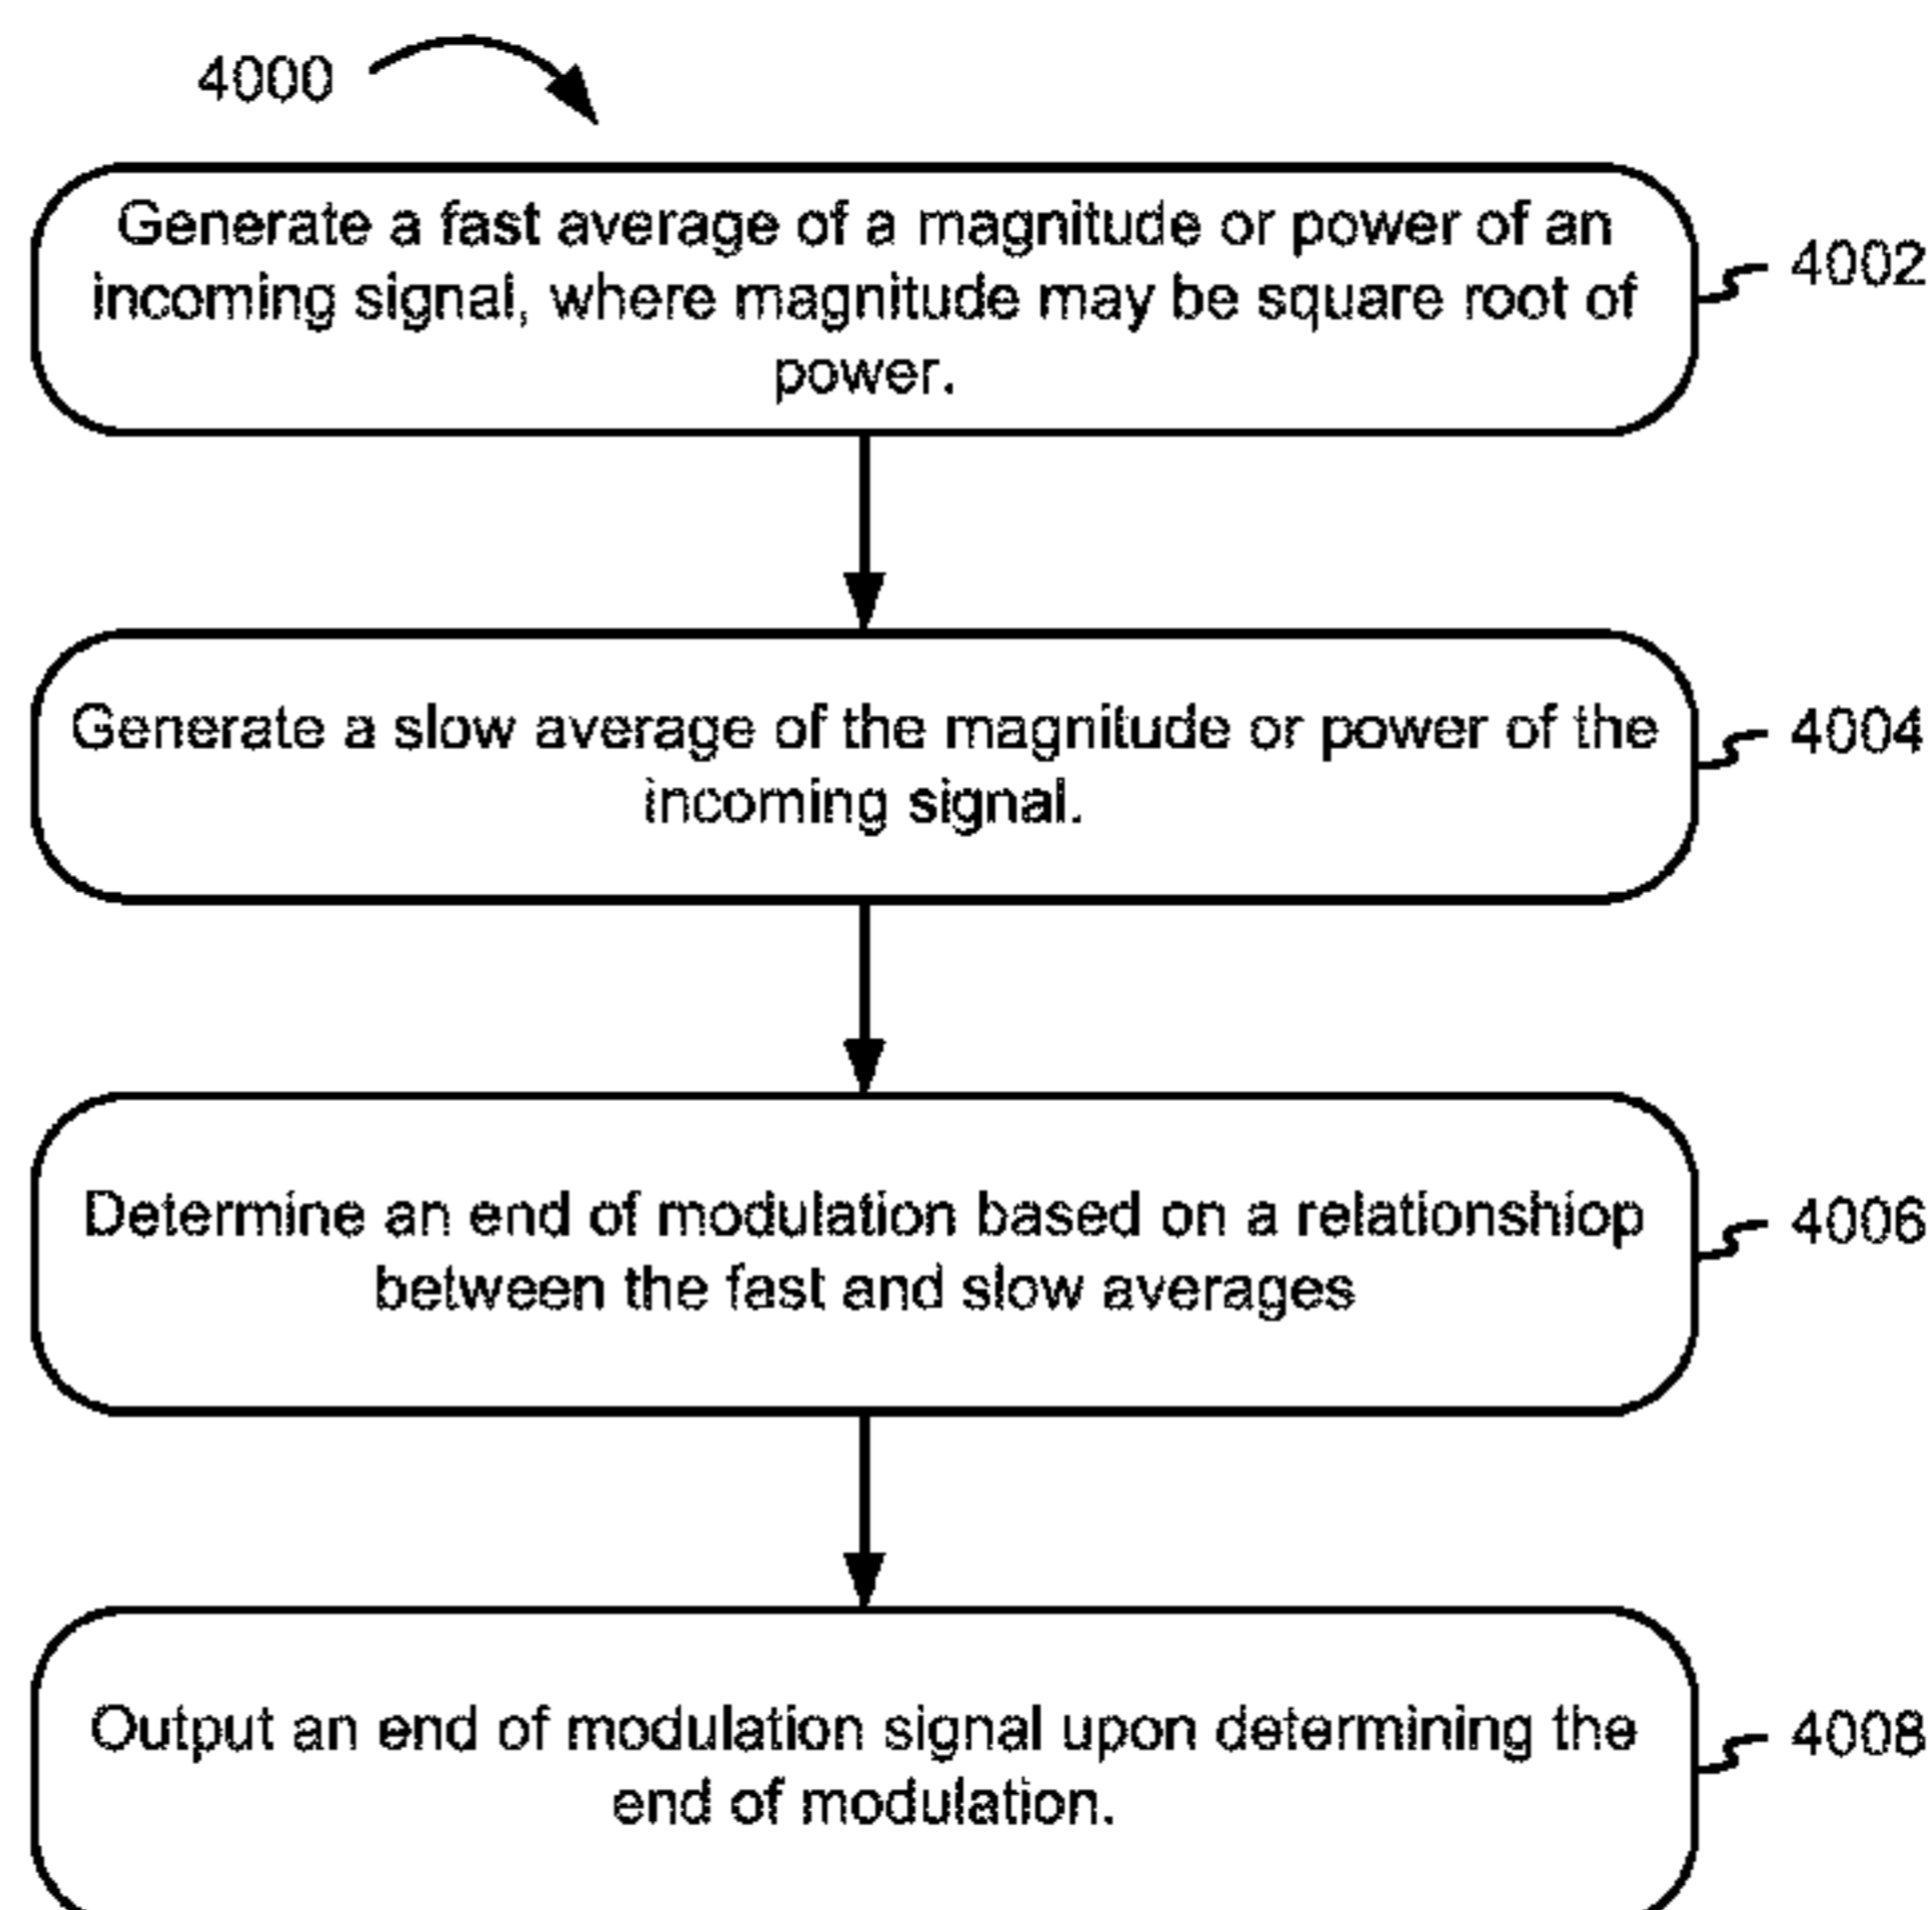 4000
Generate a fast average of a magnitude or power of an
incoming signal, where magnitude may be square root of
power.
4002
Generate a slow average of the magnitude or power of the
incoming signal.
4004
Determine an end of modulation based on a relationshiop
between the fast and slow averages
4006
Output an end of modulation signal upon determining the
end of modulation.
4008